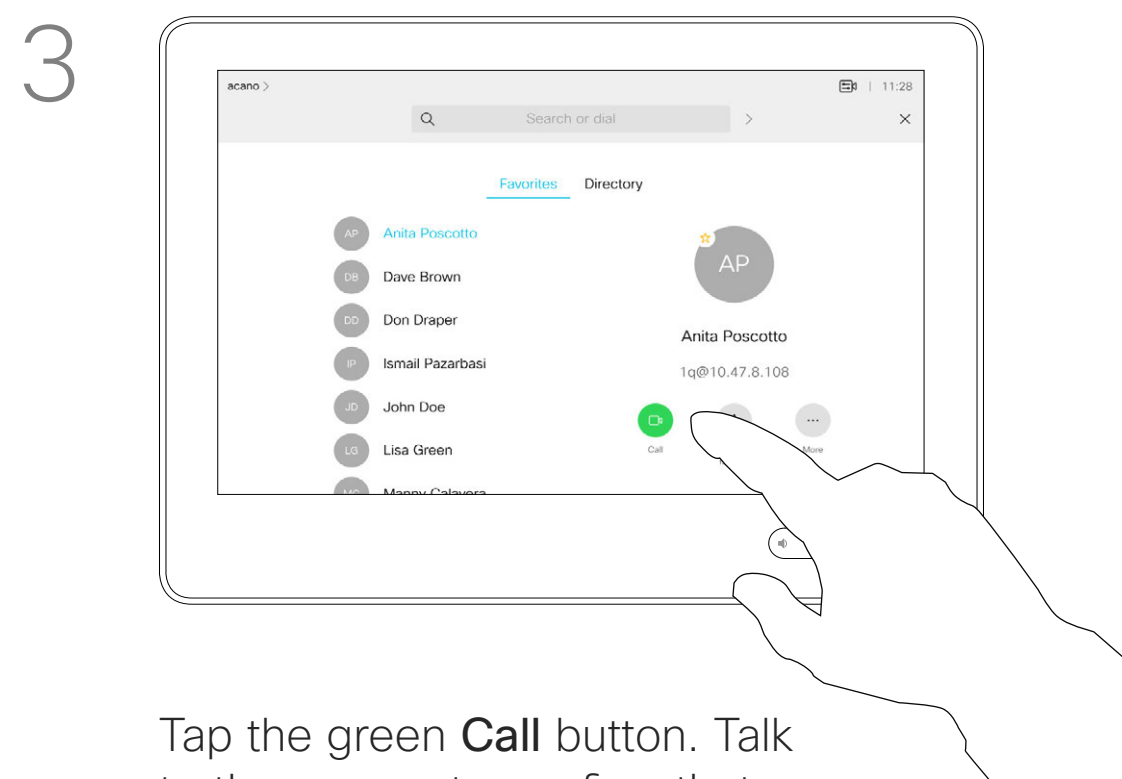 3
acano >
11:28
Search or dial
Favorites Directory
AP Anita Poscotto
DB Dave Brown
DD Don Draper
IP Ismail Pazarbasi
JD John Doe
LG Lisa Green
Manny Calavera
AP
Anita Poscotto
1q@10.47.8.108
Call
More
Tap the green Call button. Talk